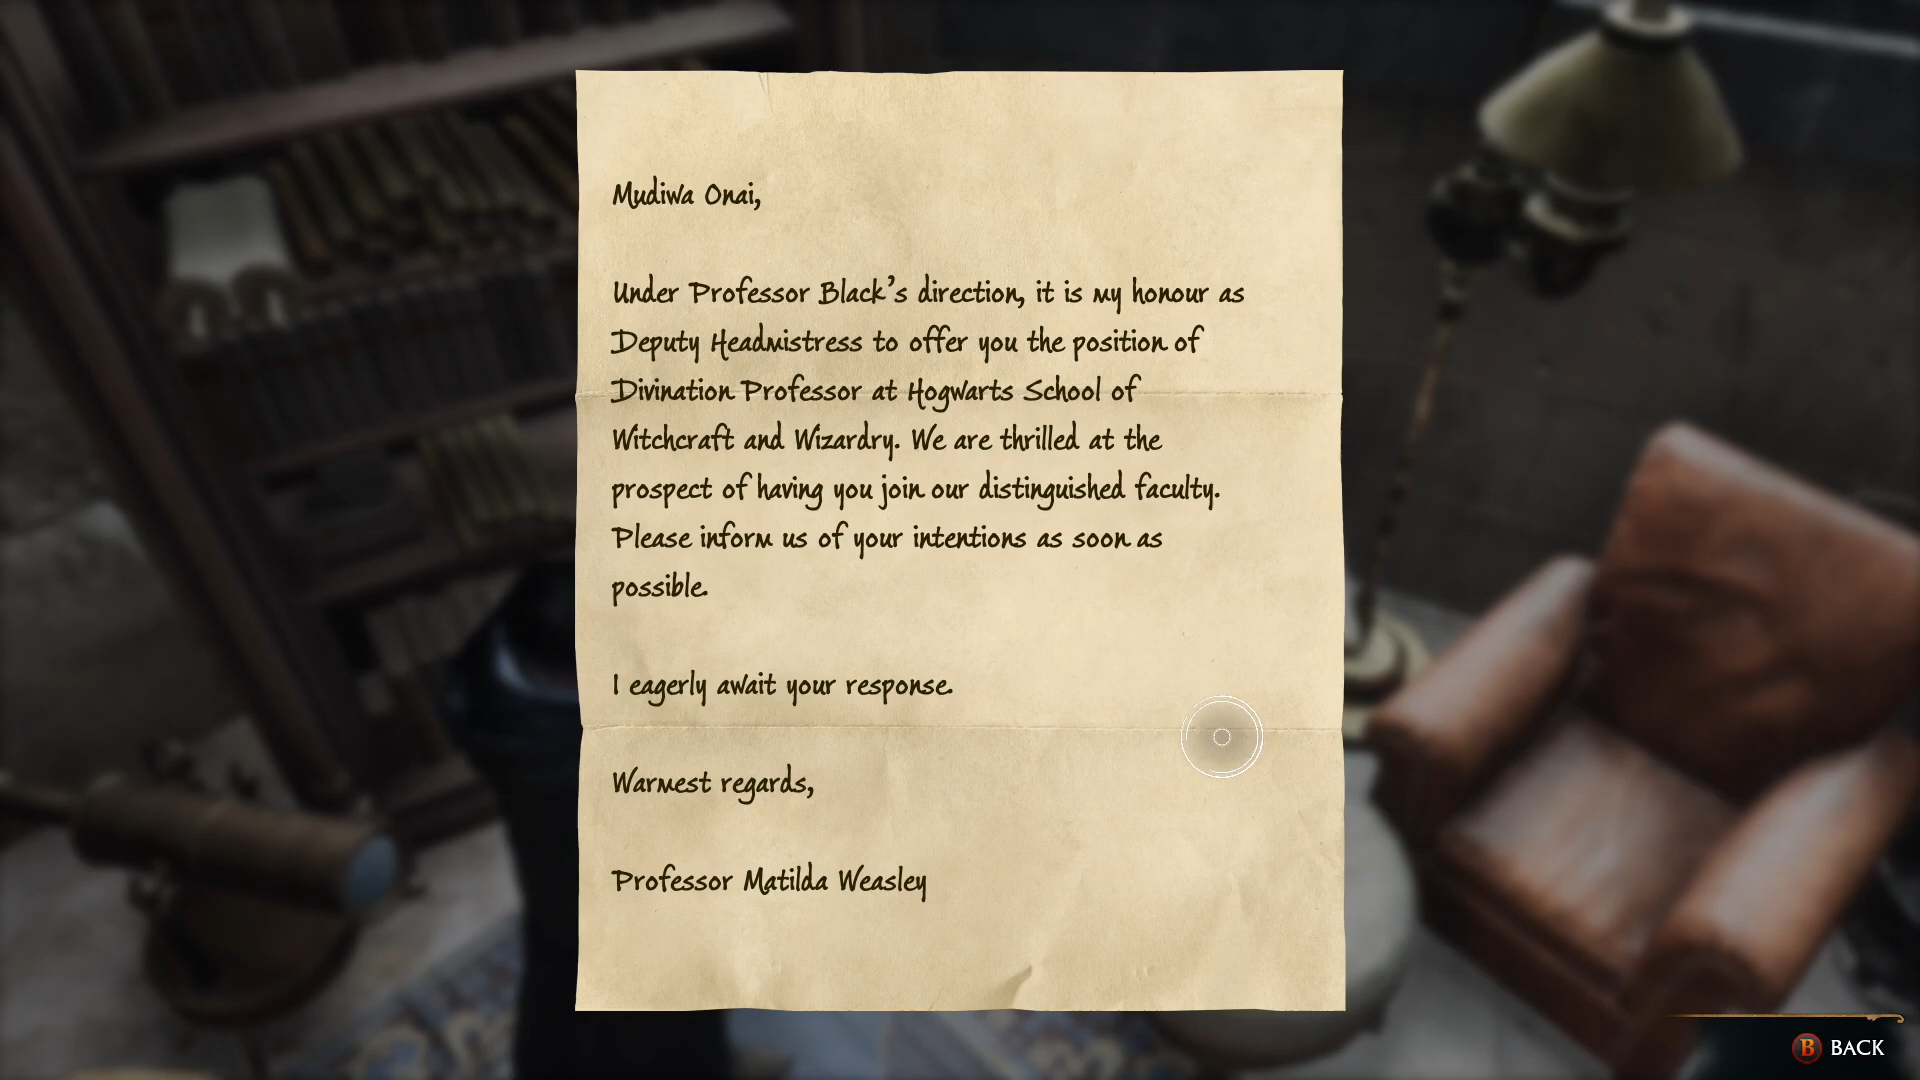 Mudiwa Onai,
Under Professor Black's direction, it is my honour as
Deputy Headmistress to offer you the position of
Divination Professor at Hogwarts School of
Witchcraft and Wizardry. We are thrilled at the
prospect of having you join our distinguished faculty.
Please inform us of your intentions as soon as
possible.
I eagerly await your response.
Warmest regards,
Professor Matilda Weasley
B BACK